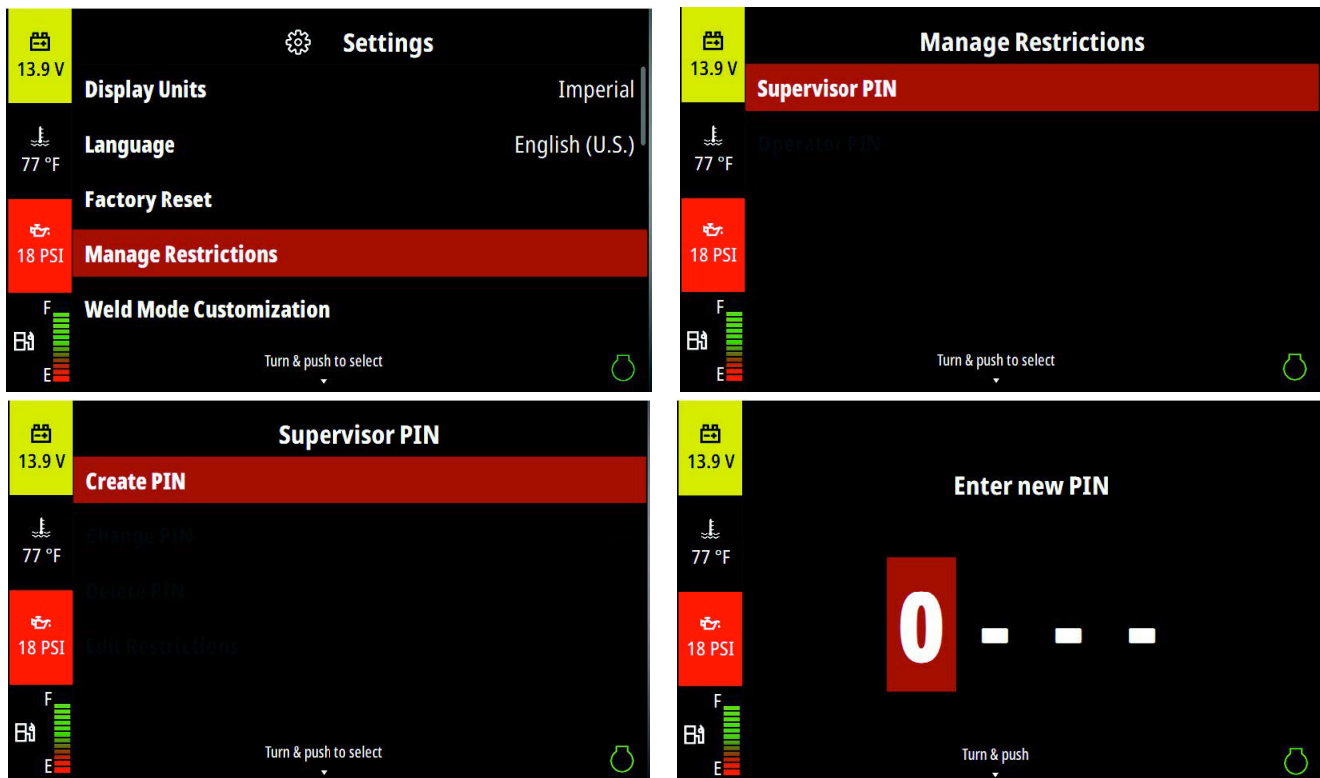 Settings
13.9 V
Display Units Imperial
Language English (U.S.)
77 °F
Factory Reset
18 PSI
Manage Restrictions
F
Weld Mode Customization
Turn & push to select
E
Manage Restrictions
13.9 V
Supervisor PIN
Operator PIN
77 °F
18 PSI
F
Turn & push to select
E
Supervisor PIN
13.9 V
Create PIN
Change PIN
77 °F
Delete PIN
18 PSI
Edit Restrictions
F
Turn & push to select
E
13.9 V
Enter new PIN
77 °F
0 - - -
18 PSI
F
Turn & push
E